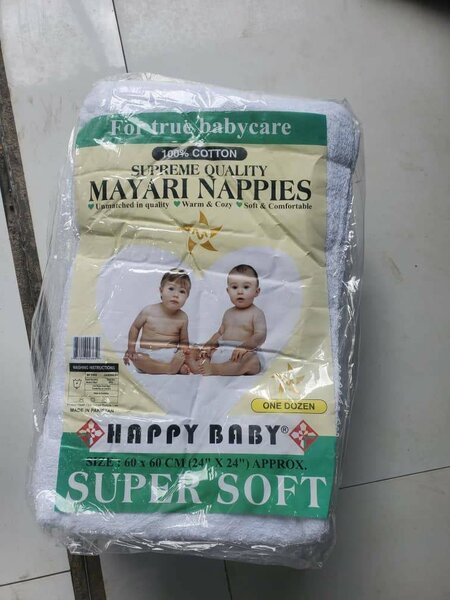 For true babycare
100% COTTON
SUPREME QUALITY
MAYARI NAPPIES
Unmatched in quality Warm & Cozy Soft & Comfortable
WASHING INSTRUCTIONS
MADE IN PAKISTAN
ONE DOZEN
HAPPY BABY®
SIZE : 60 x 60 CM (24" X 24") APPROX.
SUPER SOFT